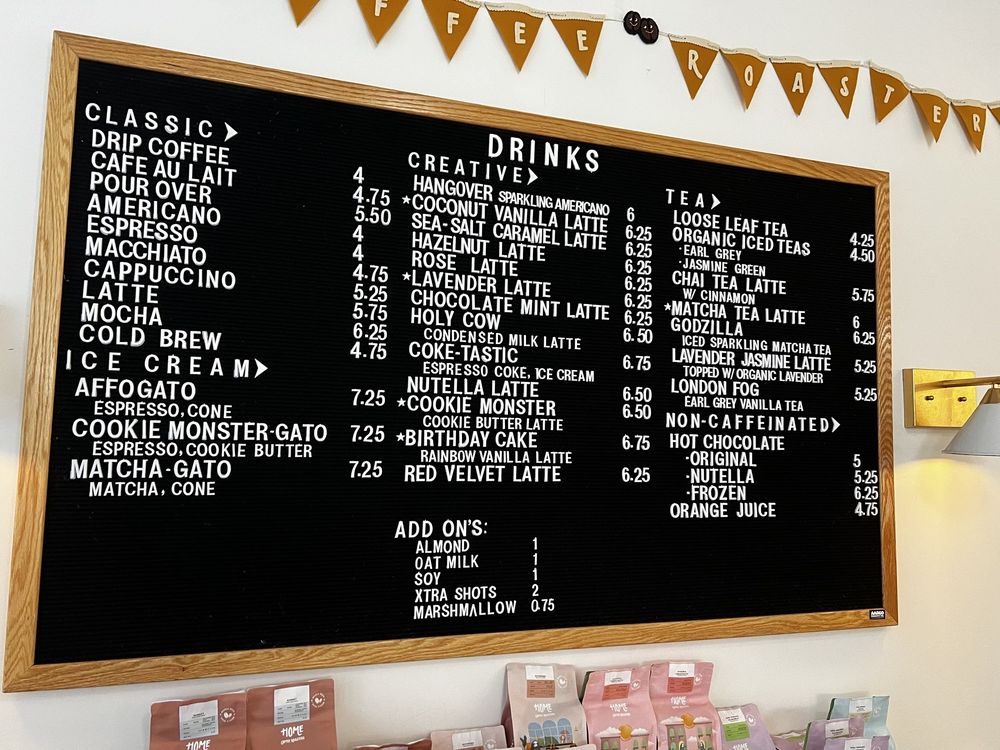 FFEE ROASTER
DRINKS
CLASSIC
DRIP COFFEE 4
CAFE AU LAIT 4.75
POUR OVER 5.50
AMERICANO 4
ESPRESSO 4
MACCHIATO 4.75
CAPPUCCINO 5.25
LATTE 5.75
MOCHA 6.25
COLD BREW 4.75
ICE CREAM
AFFOGATO 7.25
ESPRESSO, CONE
COOKIE MONSTER-GATO 7.25
ESPRESSO, COOKIE BUTTER
MATCHA-GATO 7.25
MATCHA, CONE
CREATIVE
HANGOVER SPARKLING AMERICANO 6
*COCONUT VANILLA LATTE 6.25
SEA-SALT CARAMEL LATTE 6.25
HAZELNUT LATTE 6.25
ROSE LATTE 6.25
*LAVENDER LATTE 6.25
CHOCOLATE MINT LATTE 6.25
HOLY COW 6.50
CONDENSED MILK LATTE
COKE-TASTIC 6.75
ESPRESSO COKE, ICE CREAM
NUTELLA LATTE 6.50
*COOKIE MONSTER 6.50
COOKIE BUTTER LATTE
*BIRTHDAY CAKE 6.75
RAINBOW VANILLA LATTE
RED VELVET LATTE 6.25
ADD ON'S:
ALMOND 1
OAT MILK 1
SOY 1
XTRA SHOTS 2
MARSHMALLOW 0.75
TEA
LOOSE LEAF TEA 4.25
ORGANIC ICED TEAS 4.50
·EARL GREY
·JASMINE GREEN
CHAI TEA LATTE 5.75
W/ CINNAMON
*MATCHA TEA LATTE 6
GODZILLA 6.25
ICED SPARKLING MATCHA TEA
LAVENDER JASMINE LATTE 5.25
TOPPED W/ ORGANIC LAVENDER
LONDON FOG 5.25
EARL GREY VANILLA TEA
NON-CAFFEINATED
HOT CHOCOLATE
·ORIGINAL 5
·NUTELLA 5.25
·FROZEN 6.25
ORANGE JUICE 4.75
HOME
HOME
HOME
HOME
HOME